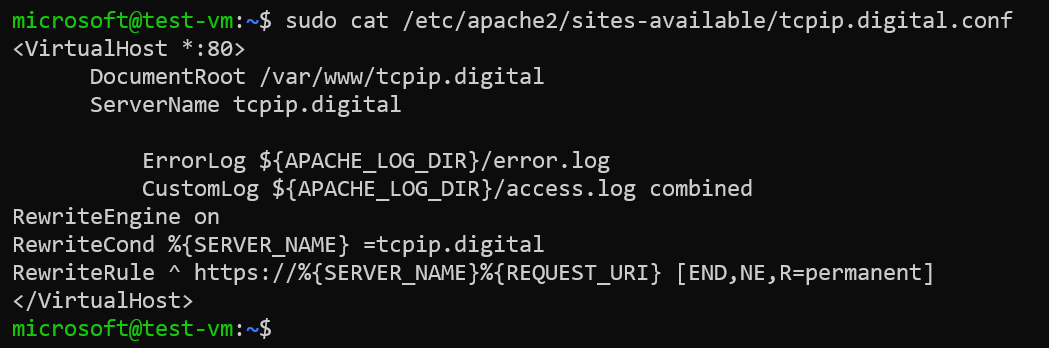 microsoft@test-vm:~$ sudo cat /etc/apache2/sites-available/tcpip.digital.conf
<VirtualHost *:80>
      DocumentRoot /var/www/tcpip.digital
      ServerName tcpip.digital

          ErrorLog ${APACHE_LOG_DIR}/error.log
          CustomLog ${APACHE_LOG_DIR}/access.log combined
RewriteEngine on
RewriteCond %{SERVER_NAME} =tcpip.digital
RewriteRule ^ https://%{SERVER_NAME}%{REQUEST_URI} [END,NE,R=permanent]
</VirtualHost>
microsoft@test-vm:~$